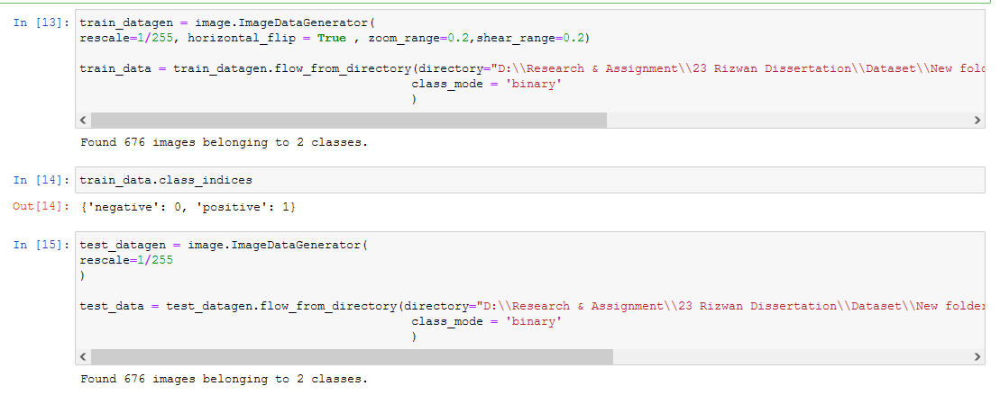 In [13]: train_datagen = image.ImageDataGenerator(
rescale=1/255, horizontal_flip = True , zoom_range=0.2,shear_range=0.2)
train_data = train_datagen.flow_from_directory(directory="D:\\Research & Assignment\\23 Rizwan Dissertation\\Dataset\\New fold
class_mode = 'binary'
)
Found 676 images belonging to 2 classes.
In [14]: train_data.class_indices
Out[14]: {'negative': 0, 'positive': 1}
In [15]: test_datagen = image.ImageDataGenerator(
rescale=1/255
)
test_data = test_datagen.flow_from_directory(directory="D:\\Research & Assignment\\23 Rizwan Dissertation\\Dataset\\New folder
class_mode = 'binary'
)
Found 676 images belonging to 2 classes.